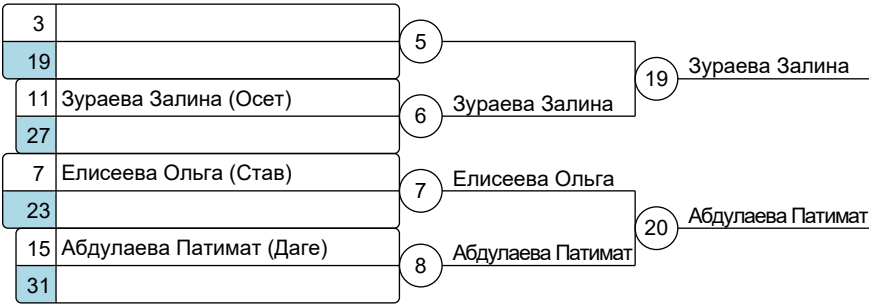 3
19
5
11 Зураева Залина (Осет)
27
6
Зураева Залина
19
Зураева Залина
7 Елисеева Ольга (Став)
23
7
Елисеева Ольга
15 Абдулаева Патимат (Даге)
31
8
Абдулаева Патимат
20
Абдулаева Патимат